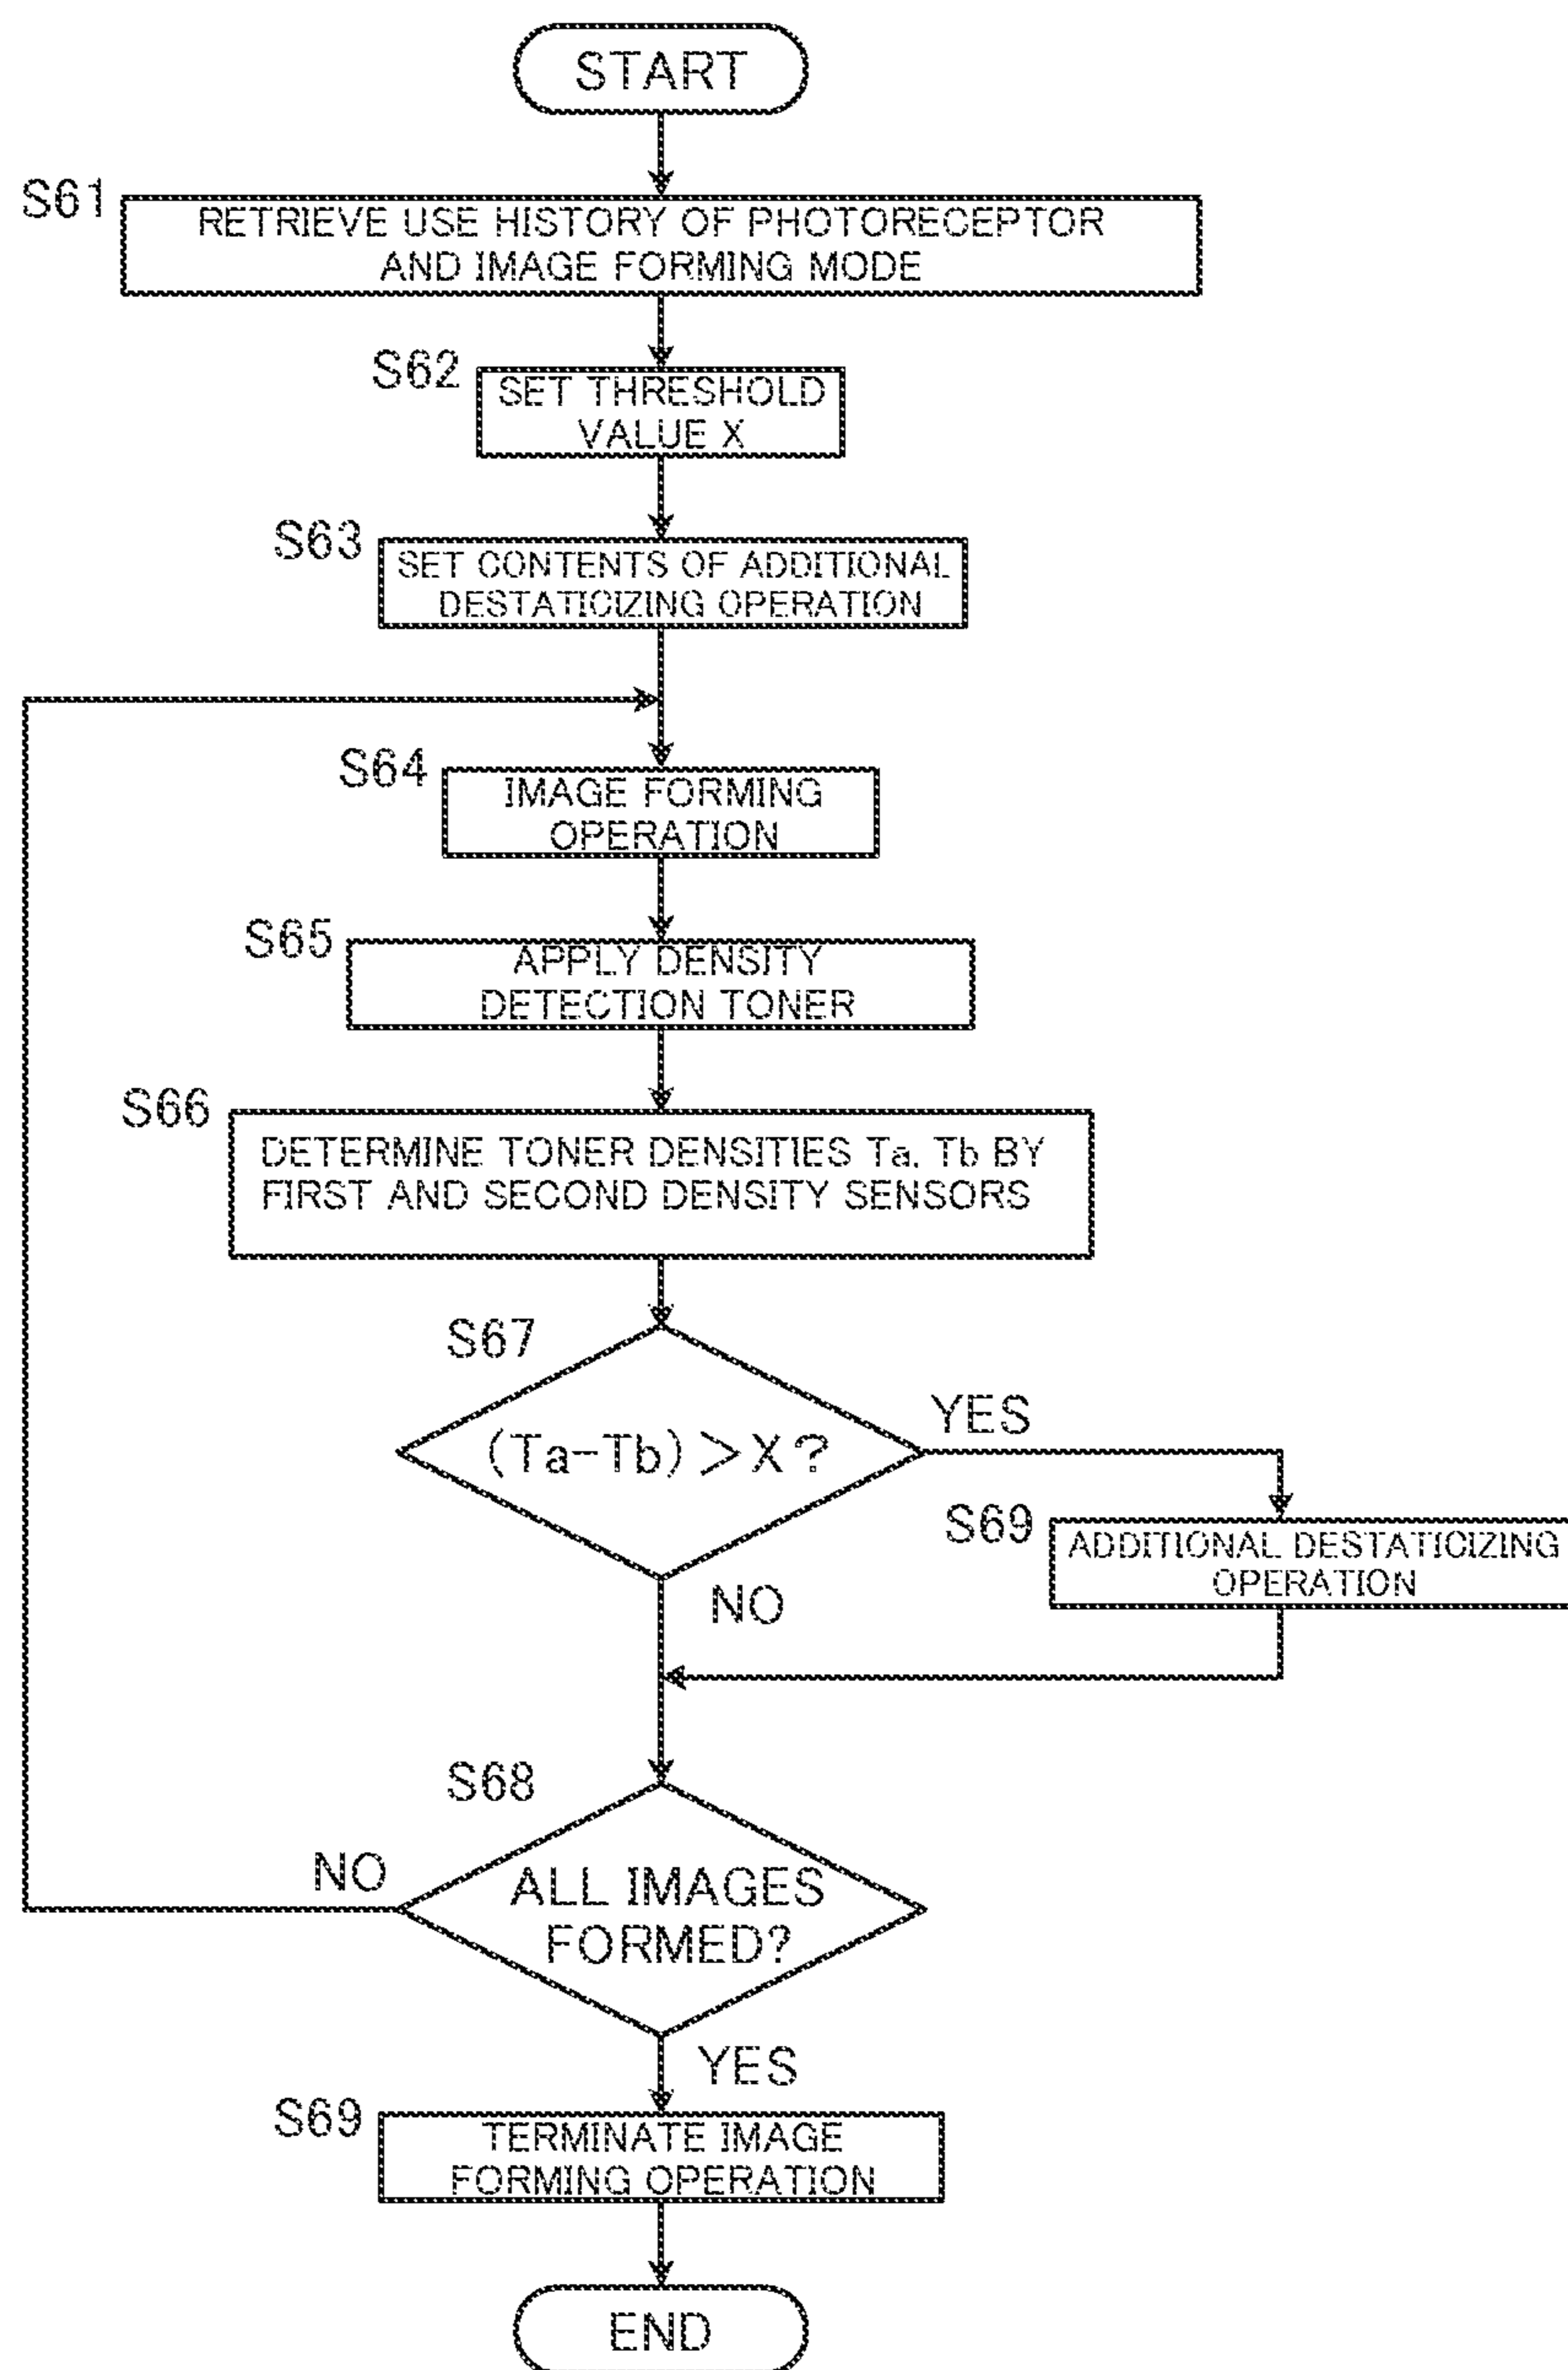 START
S61
RETRIEVE USE HISTORY OF PHOTORECEPTOR
AND IMAGE FORMING MODE
S62
SET THRESHOLD
VALUE X
S63
SET CONTENTS OF ADDITIONAL
DESTATICIZING OPERATION
S64
IMAGE FORMING
OPERATION
S65
APPLY DENSITY
DETECTION TONER
S66
DETERMINE TONER DENSITIES Ta, Tb BY
FIRST AND SECOND DENSITY SENSORS
S67
(Ta-Tb)>X?
YES
S69
ADDITIONAL DESTATICIZING
OPERATION
NO
S68
NO
ALL IMAGES
FORMED?
YES
S69
TERMINATE IMAGE
FORMING OPERATION
END